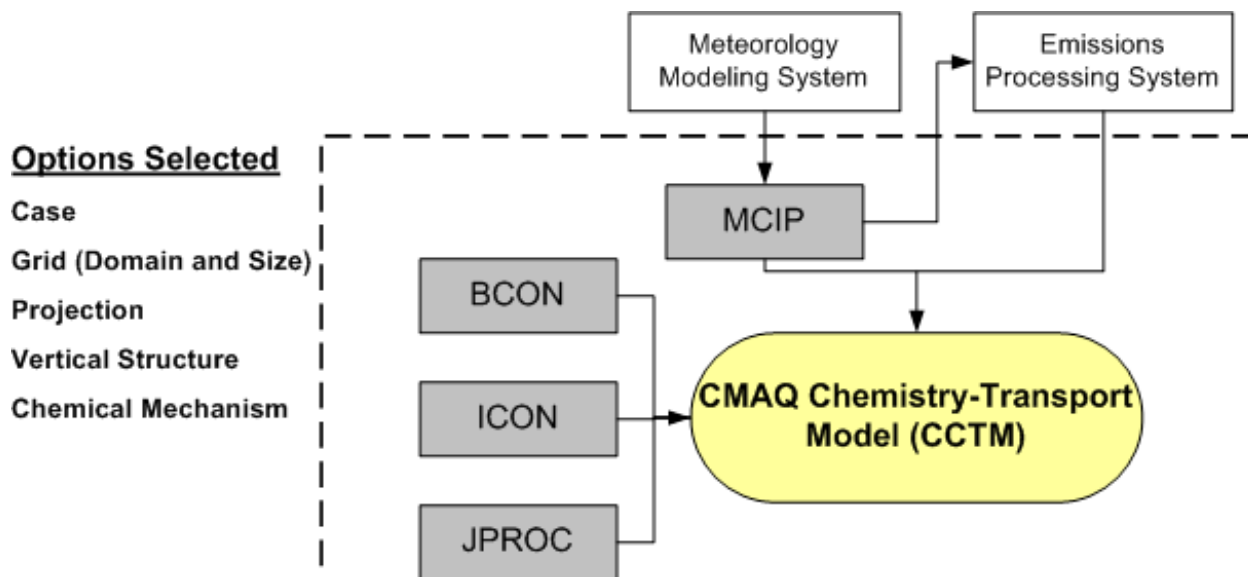 Meteorology
Modeling System
Emissions
Processing System
Options Selected
Case
Grid (Domain and Size)
Projection
Vertical Structure
Chemical Mechanism
MCIP
BCON
ICON
JPROC
CMAQ Chemistry-Transport
Model (CCTM)